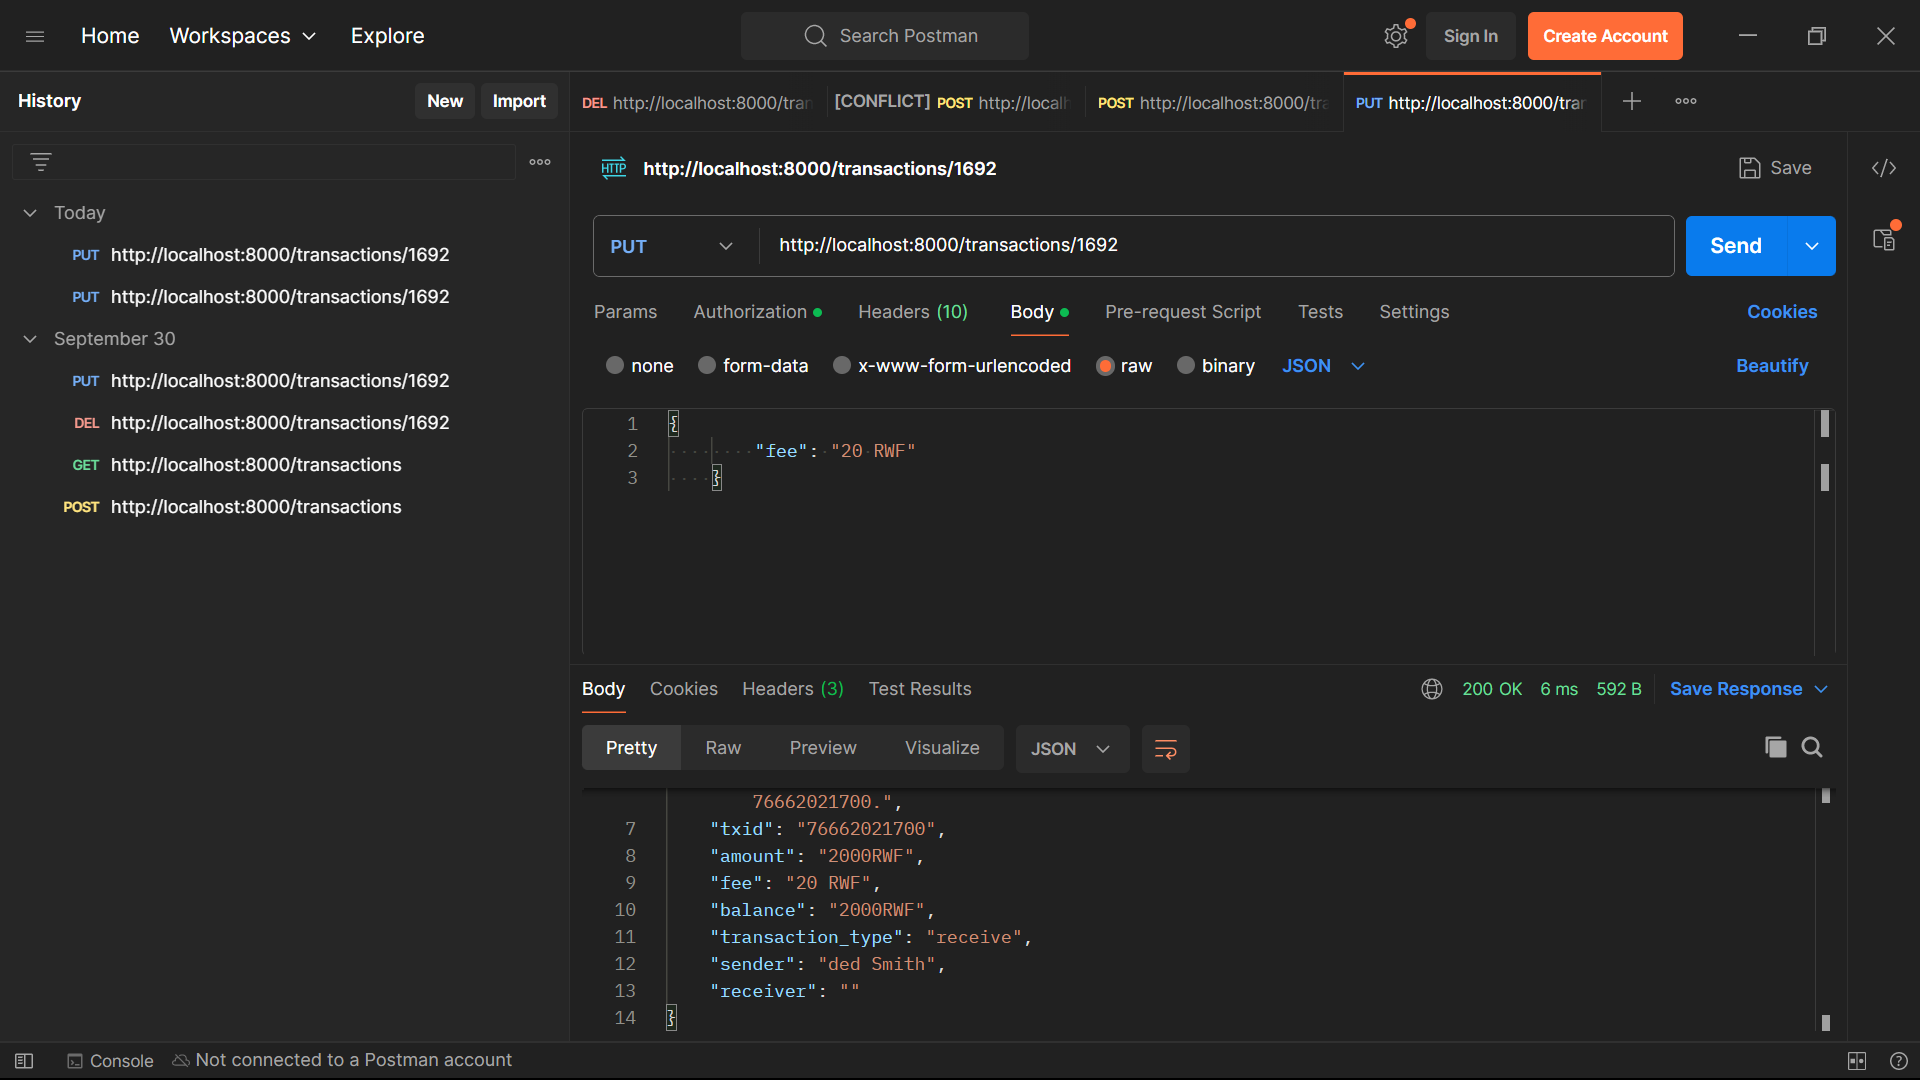 Home Workspaces Explore
Search Postman
Sign In Create Account
History New Import
Today
PUT http://localhost:8000/transactions/1692
PUT http://localhost:8000/transactions/1692
September 30
PUT http://localhost:8000/transactions/1692
DEL http://localhost:8000/transactions/1692
GET http://localhost:8000/transactions
POST http://localhost:8000/transactions
DEL http://localhost:8000/tran
[CONFLICT] POST http://localh
POST http://localhost:8000/tra
PUT http://localhost:8000/tran
HTTP http://localhost:8000/transactions/1692
Save
PUT http://localhost:8000/transactions/1692
Send
Params Authorization Headers (10) Body Pre-request Script Tests Settings Cookies
none form-data x-www-form-urlencoded raw binary JSON Beautify
1 {
2 "fee": "20 RWF"
3 }
Body Cookies Headers (3) Test Results
200 OK 6 ms 592 B Save Response
Pretty Raw Preview Visualize JSON
76662021700.",
7 "txid": "76662021700",
8 "amount": "2000RWF",
9 "fee": "20 RWF",
10 "balance": "2000RWF",
11 "transaction_type": "receive",
12 "sender": "ded Smith",
13 "receiver": ""
14 }
Console Not connected to a Postman account